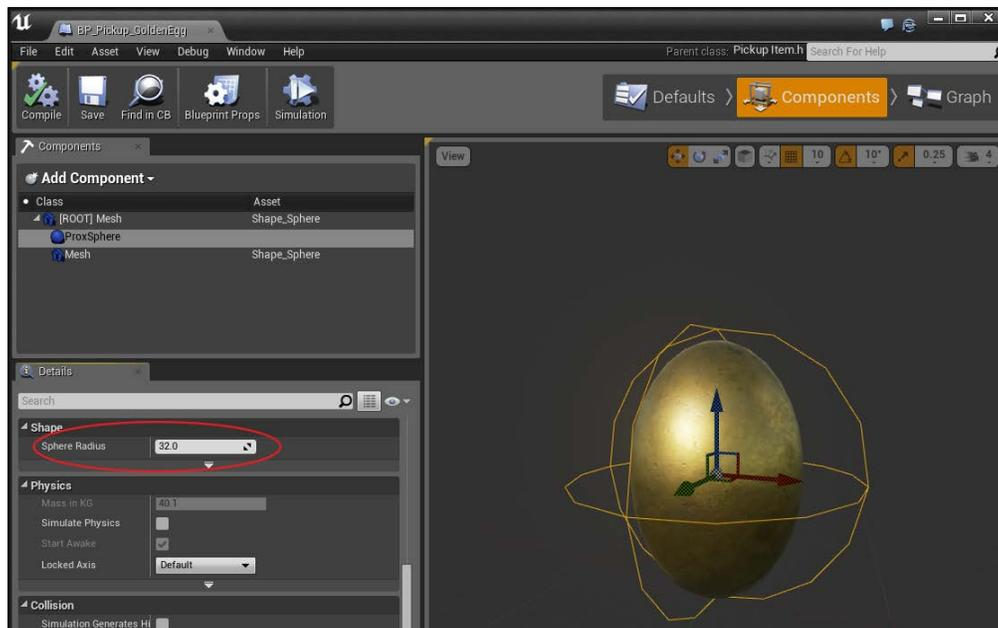 BP_Pickup_GoldenEgg
File Edit Asset View Debug Window Help
Parent class: Pickup Item.h Search For Help
Compile Save Find in CB Blueprint Props Simulation
Defaults Components Graph
Components
View 10 10° 0.25 4
Add Component
Class Asset
[ROOT] Mesh Shape_Sphere
ProxSphere
Mesh Shape_Sphere
Details
Search
Shape
Sphere Radius 32.0
Physics
Mass in KG 40.1
Simulate Physics
Start Awake
Locked Axis Default
Collision
Simulation Generates Hi